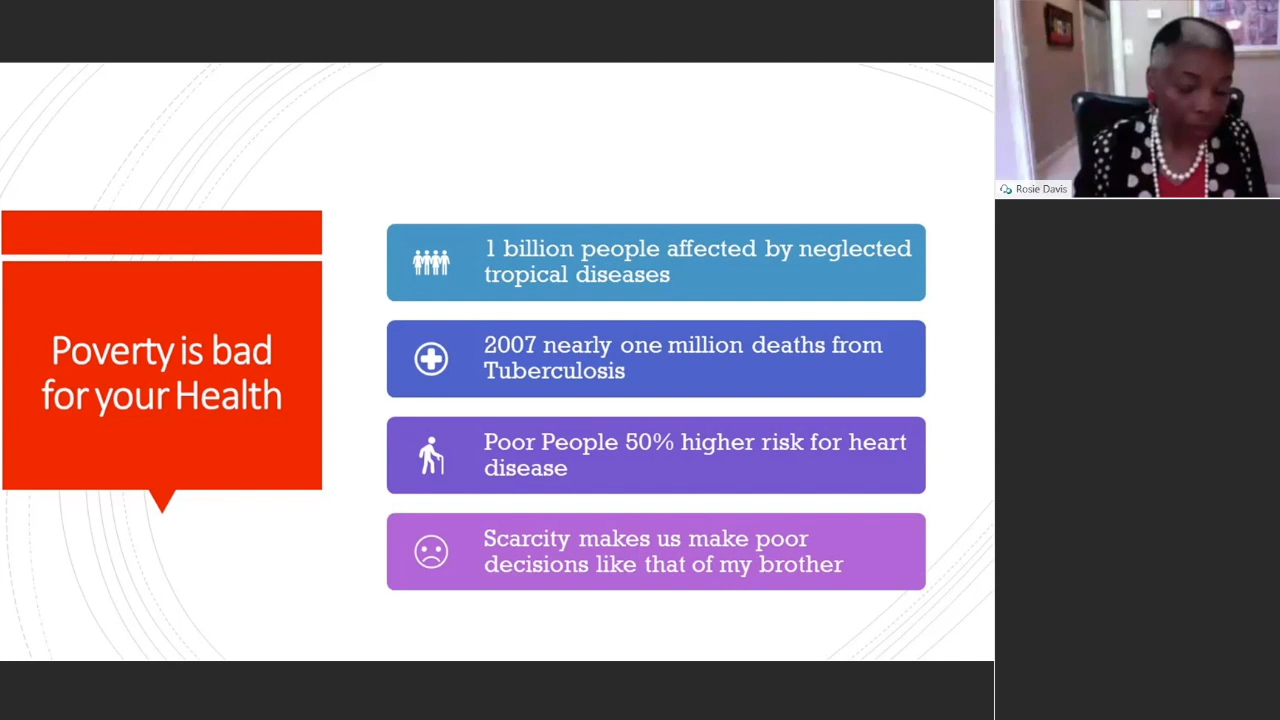 Poverty is bad
for your Health
1 billion people affected by neglected
tropical diseases
2007 nearly one million deaths from
Tuberculosis
Poor People 50% higher risk for heart
disease
Scarcity makes us make poor
decisions like that of my brother
Rosie Davis